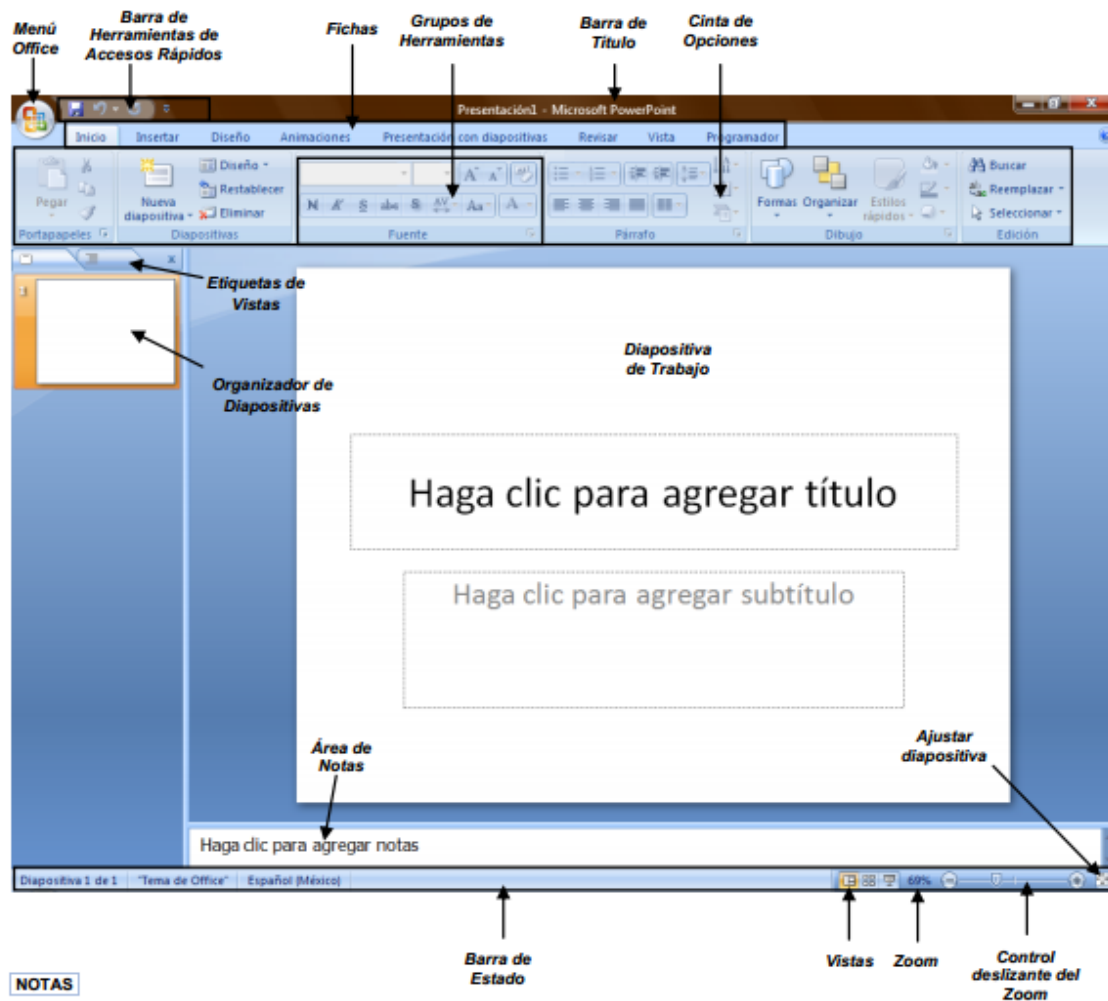 Menú
Office
Barra de
Herramientas de
Accesos Rápidos
Fichas
Grupos de
Herramientas
Barra de
Titulo
Cinta de
Opciones
Presentación1 - Microsoft PowerPoint
Inicio Insertar Diseño Animaciones Presentación con diapositivas Revisar Vista Programador
Pegar
Portapapeles
Nueva
diapositiva
Diseño
Restablecer
Eliminar
Diapositivas
N K S abc S AV Aa A
A A
Fuente
Párrafo
Formas Organizar Estilos
rápidos
Dibujo
Buscar
Reemplazar
Seleccionar
Edición
Etiquetas de
Vistas
1
Organizador de
Diapositivas
Diapositiva
de Trabajo
Haga clic para agregar título
Haga clic para agregar subtítulo
Área de
Notas
Ajustar
diapositiva
Haga clic para agregar notas
Diapositiva 1 de 1 "Tema de Office" Español (México) 69%
Barra de
Estado
Vistas Zoom
Control
deslizante del
Zoom
NOTAS